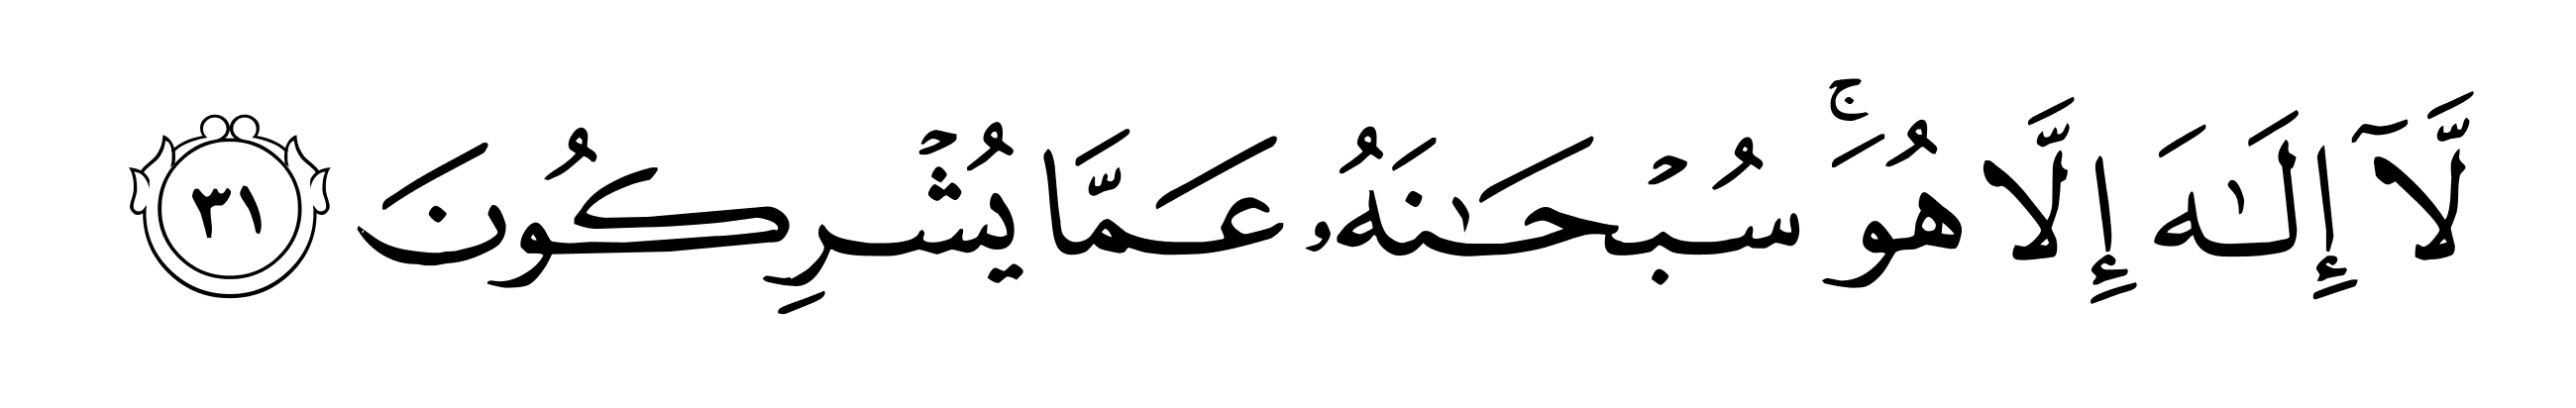 لَّآ إِلَـٰهَ إِلَّا هُوَ ۚ سُبْحَـٰنَهُۥ عَمَّا يُشْرِكُونَ ٣١